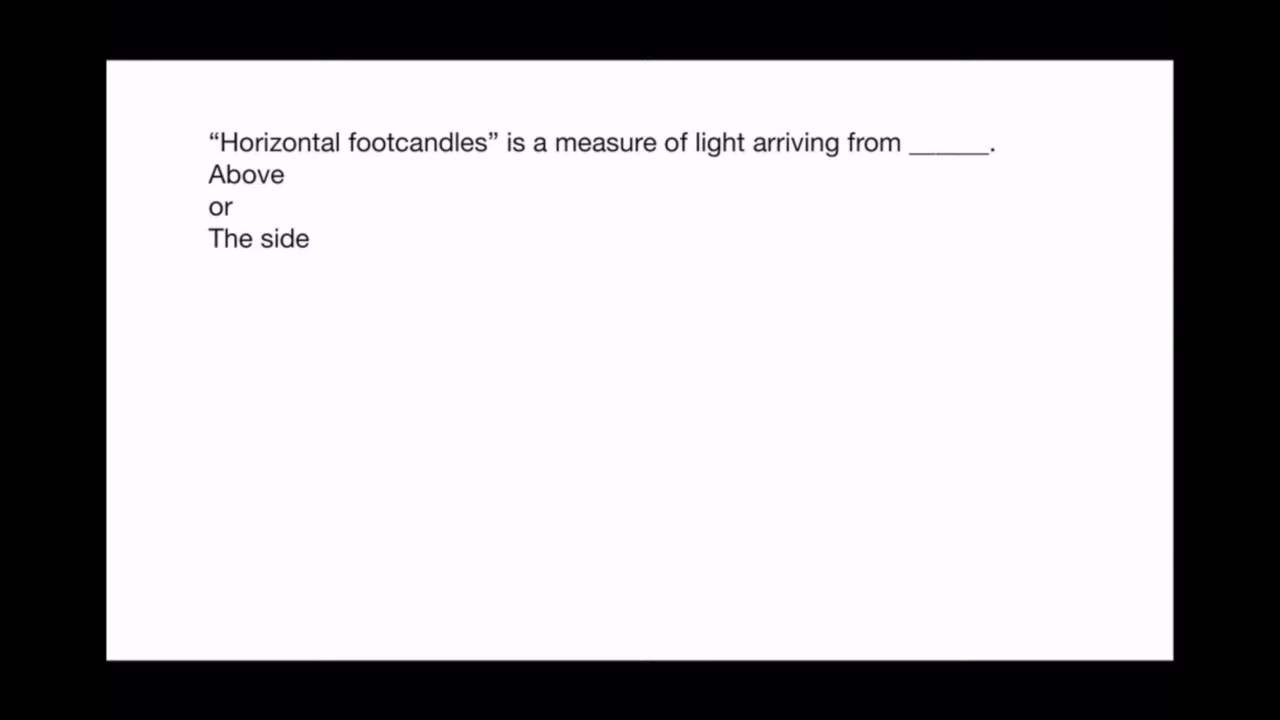 “Horizontal footcandles” is a measure of light arriving from ______.
Above
or
The side